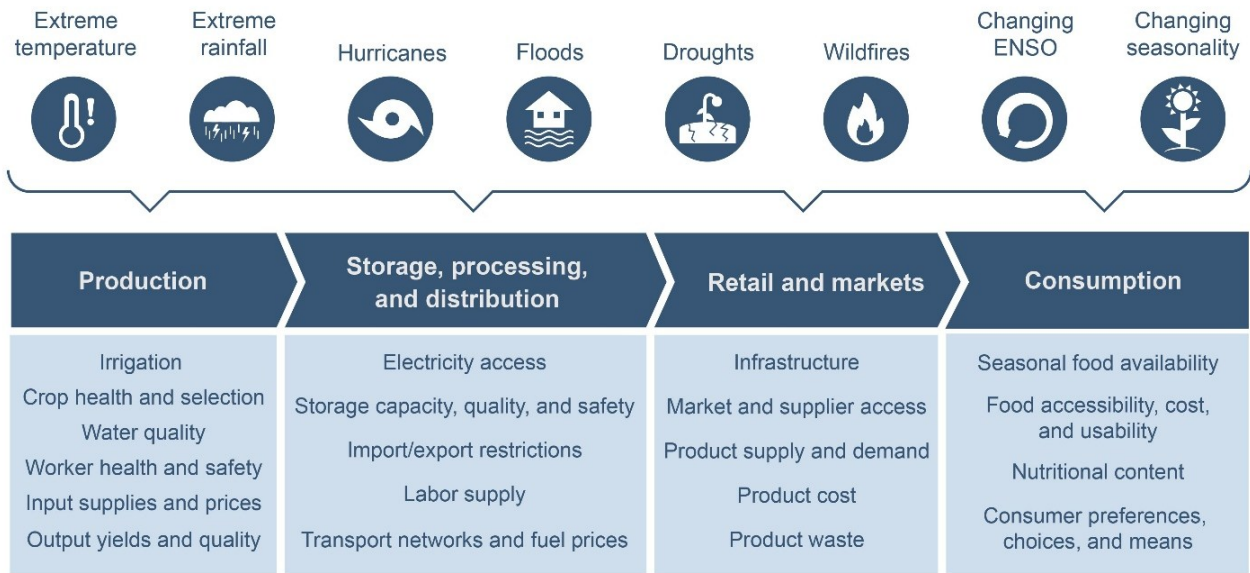 Extreme
temperature
Extreme
rainfall
Hurricanes
Floods
Droughts
Wildfires
Changing
ENSO
Changing
seasonality
Production
Storage, processing,
and distribution
Retail and markets
Consumption
Irrigation
Crop health and selection
Water quality
Worker health and safety
Input supplies and prices
Output yields and quality
Electricity access
Storage capacity, quality, and safety
Import/export restrictions
Labor supply
Transport networks and fuel prices
Infrastructure
Market and supplier access
Product supply and demand
Product cost
Product waste
Seasonal food availability
Food accessibility, cost,
and usability
Nutritional content
Consumer preferences,
choices, and means